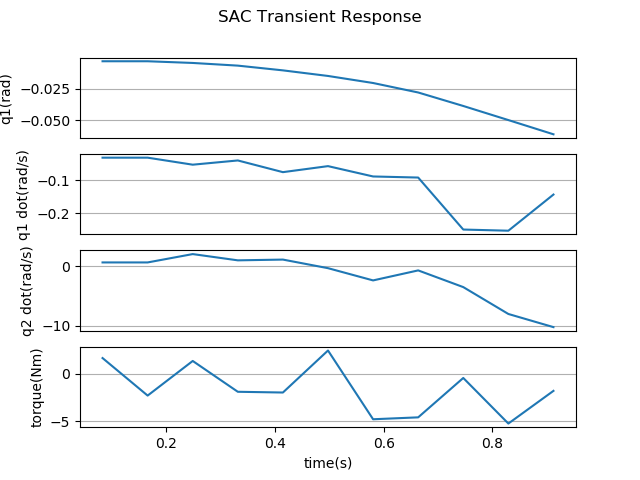 SAC Transient Response
q1(rad)
−0.025
−0.050
q1 dot(rad/s)
−0.1
−0.2
q2 dot(rad/s)
0
−10
torque(Nm)
0
−5
0.2 0.4 0.6 0.8
time(s)